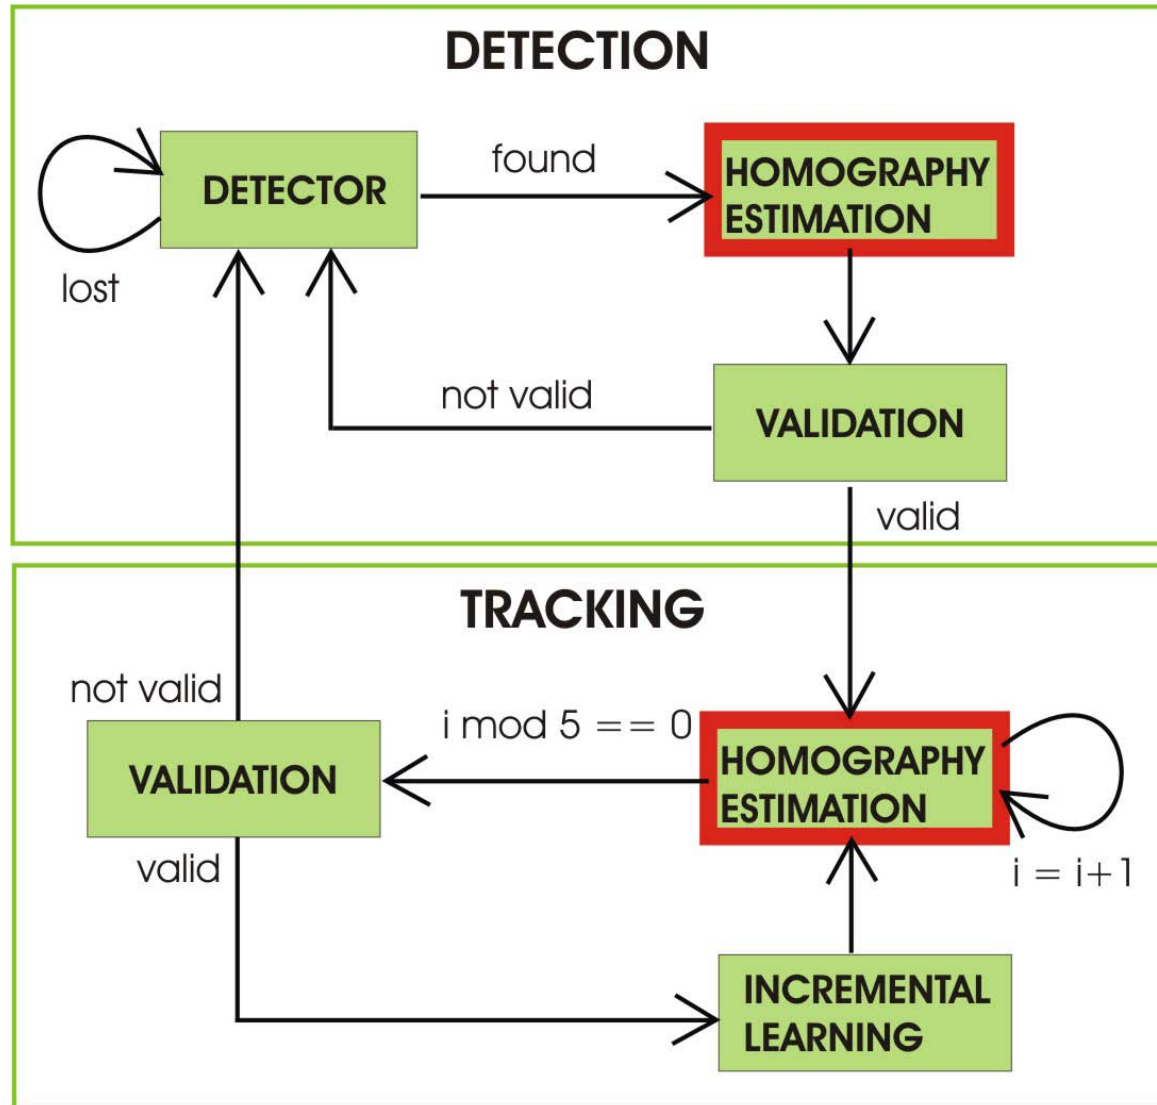 DETECTION
found
DETECTOR
HOMOGRAPHY
ESTIMATION
lost
not valid
VALIDATION
valid
TRACKING
not valid
i mod 5 == 0
HOMOGRAPHY
ESTIMATION
VALIDATION
valid
i = i+1
INCREMENTAL
LEARNING